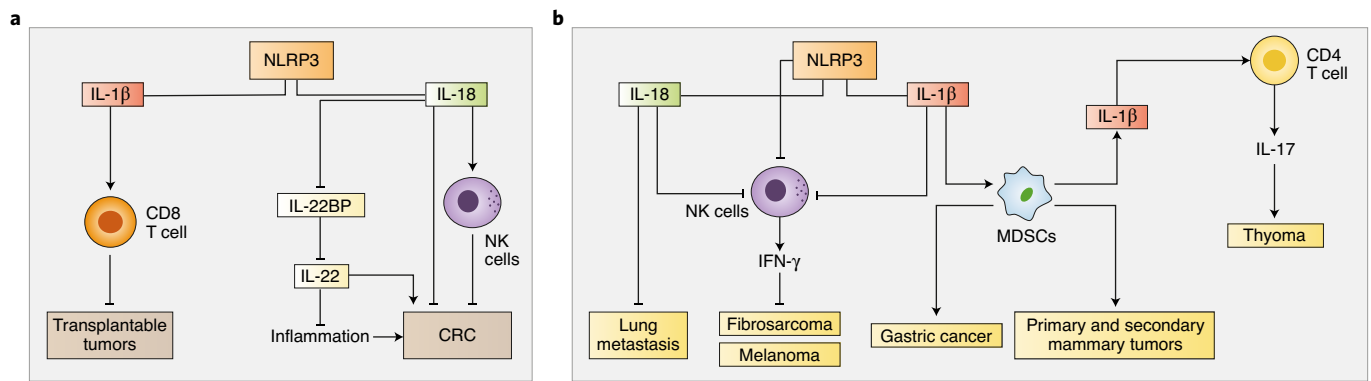 a
NLRP3
IL-1β
IL-18
IL-22BP
CD8
T cell
NK
cells
IL-22
Inflammation
Transplantable
tumors
CRC
b
NLRP3
CD4
T cell
IL-18
IL-1β
IL-1β
IL-17
NK cells
MDSCs
Thyoma
IFN-γ
Lung
metastasis
Fibrosarcoma
Melanoma
Gastric cancer
Primary and secondary
mammary tumors